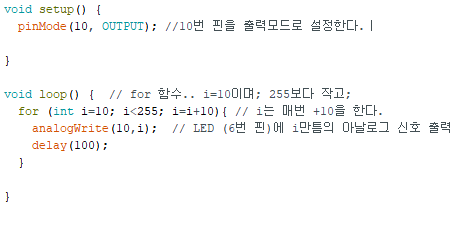 void setup() {
pinMode(10, OUTPUT); //10번 핀을 출력모드로 설정한다.
}
void loop() { // for 함수.. i=10이며; 255보다 작고;
for (int i=10; i<255; i=i+10){ // i는 매번 +10을 한다.
analogWrite(10,i); // LED (6번 핀)에 i만틈의 아날로그 신호 출력
delay(100);
}
}